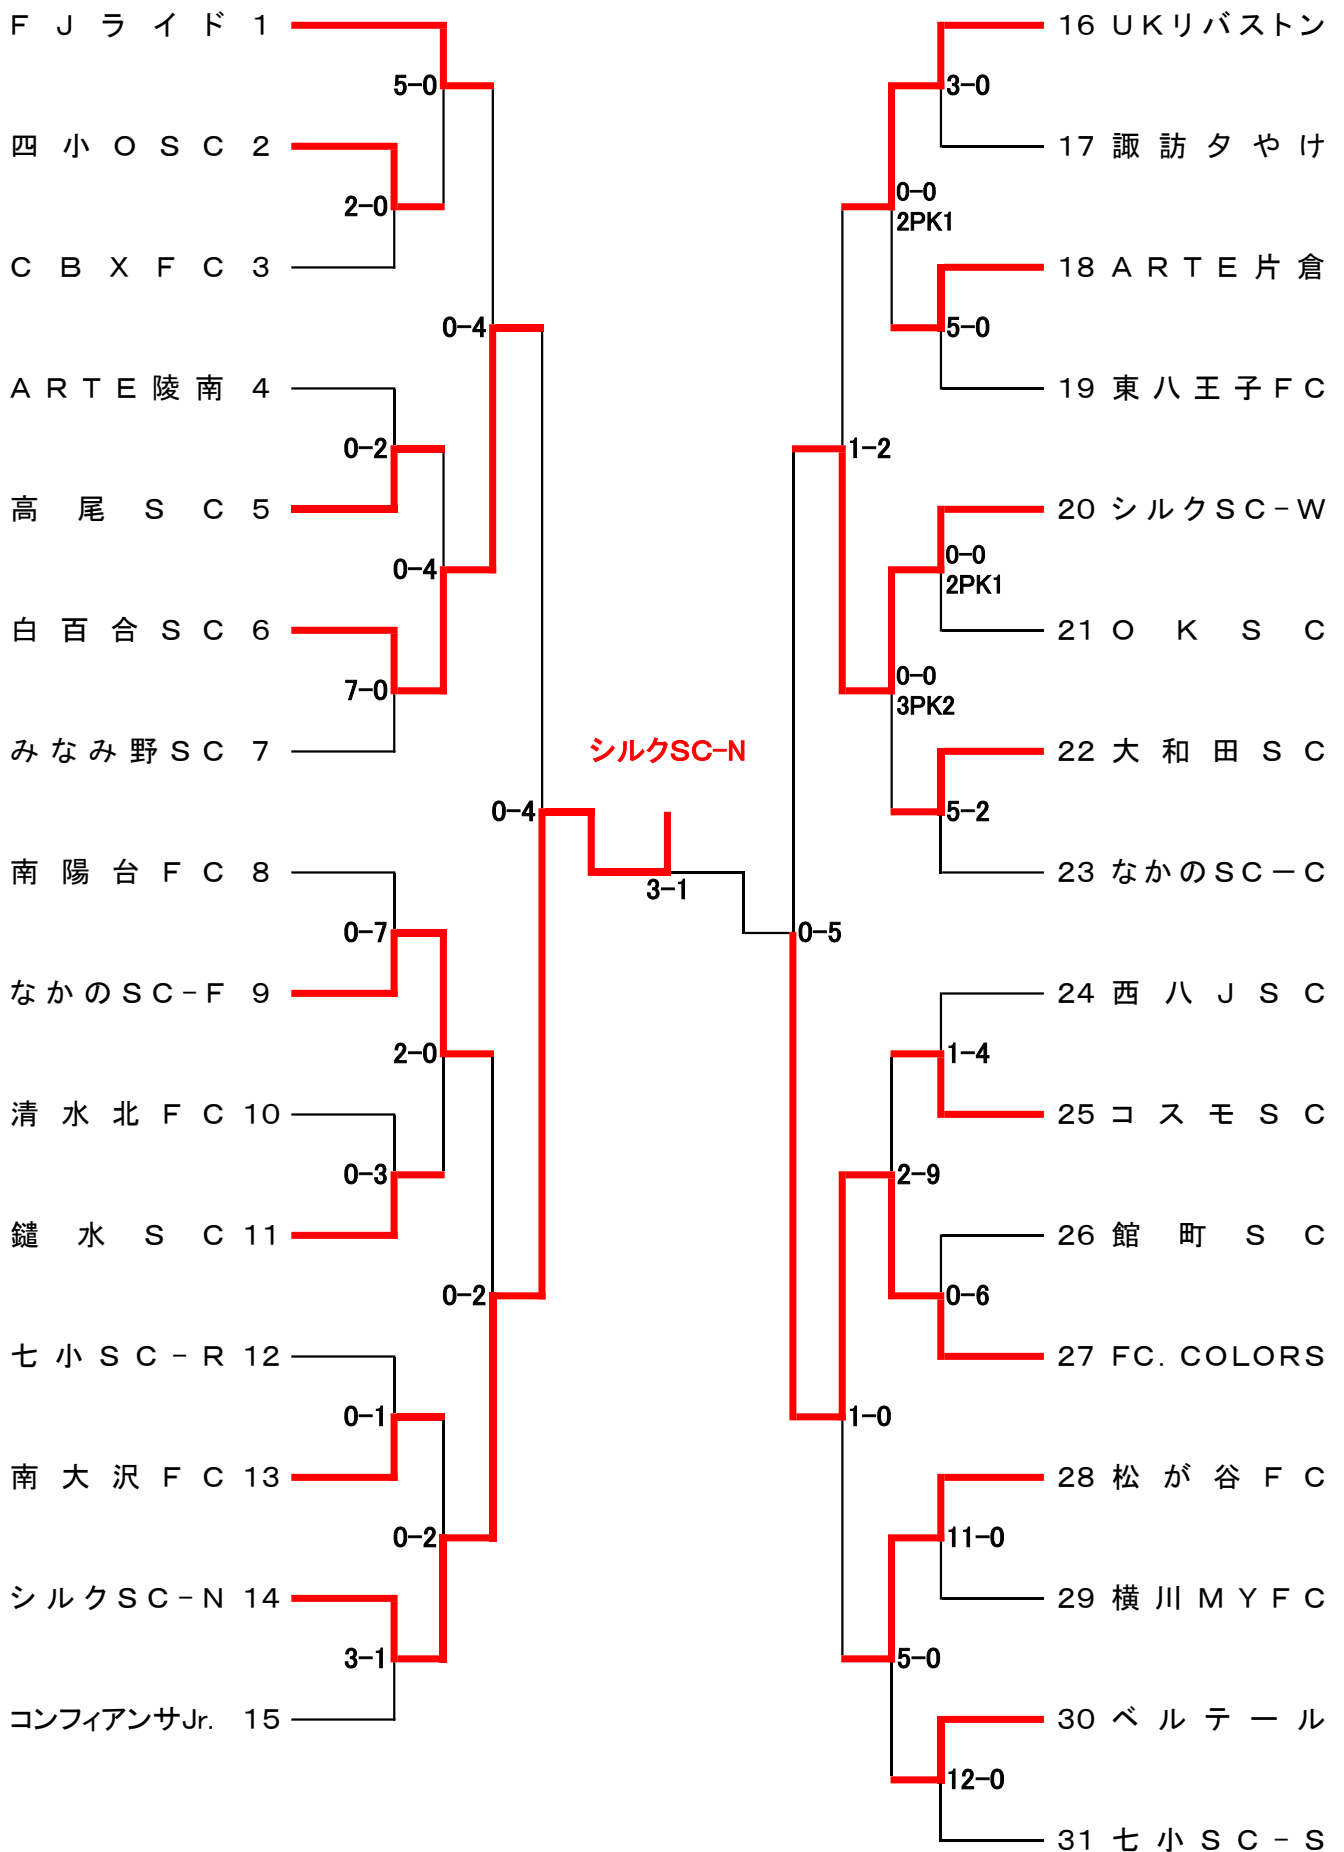 FJライド 1
5-0
四小OSC 2
2-0
CBXFC 3
0-4
ARTE陵南 4
0-2
高尾SC 5
0-4
白百合SC 6
7-0
みなみ野SC 7
シルクSC-N
0-4
3-1
南陽台FC 8
0-7
なかのSC-F 9
2-0
清水北FC 10
0-3
鑓水SC 11
0-2
七小SC-R 12
0-1
南大沢FC 13
0-2
シルクSC-N 14
3-1
コンフィアンサJr. 15
16 UKリバストン
3-0
17 諏訪夕やけ
0-0
2PK1
18 ARTE片倉
5-0
19 東八王子FC
1-2
20 シルクSC-W
0-0
2PK1
21 OKSC
0-0
3PK2
22 大和田SC
5-2
23 なかのSC-C
0-5
24 西八JSC
1-4
25 コスモSC
2-9
26 館町SC
0-6
27 FC.COLORS
1-0
28 松が谷FC
11-0
29 横川MYFC
5-0
30 ベルテール
12-0
31 七小SC-S